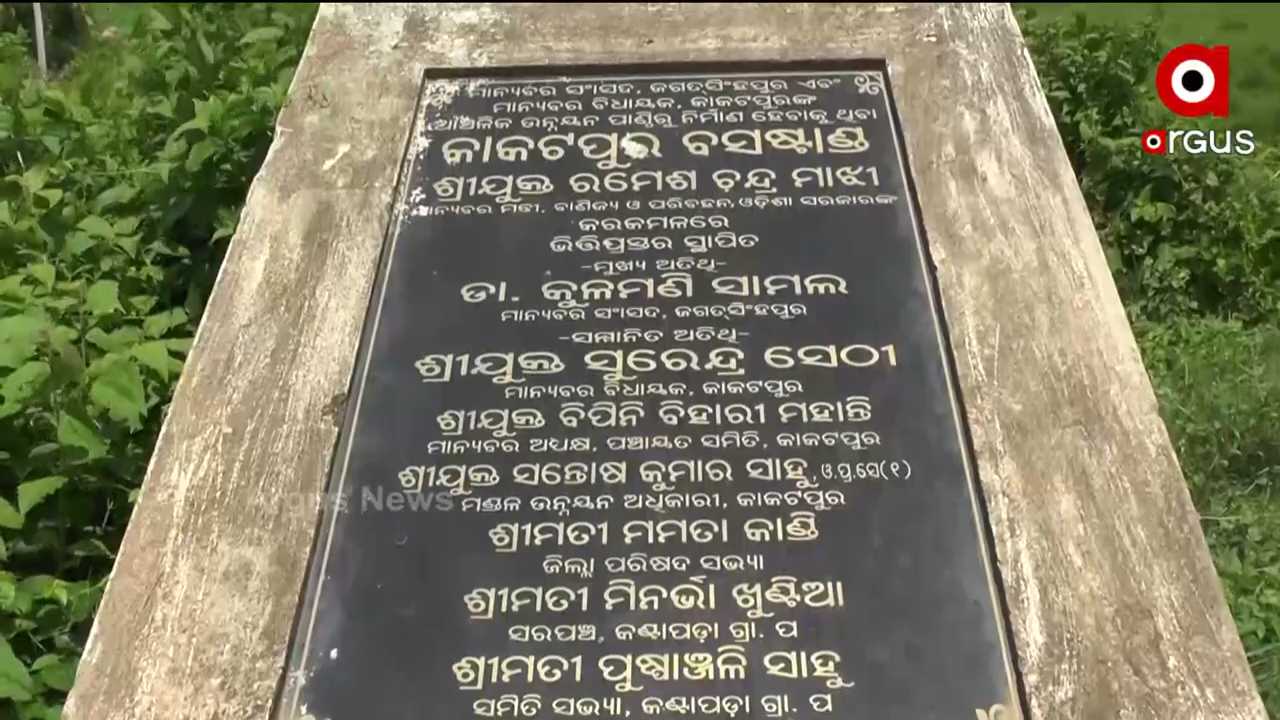 ମାନ୍ୟବର ସାଂସଦ, ଜଗତସିଂହପୁର ଏବଂ
ମାନ୍ୟବର ବିଧାୟକ, କାକଟପୁରଙ୍କ
ଆଞ୍ଚଳିକ ଉନ୍ନୟନ ପାଣ୍ଠିରୁ ନିର୍ମାଣ ହେବାକୁ ଥିବା
କାକଟପୁର ବସଷ୍ଟାଣ୍ଡ
ଶ୍ରୀଯୁକ୍ତ ରମେଶ ଚନ୍ଦ୍ର ମାଝୀ
ମାନ୍ୟବର ମନ୍ତ୍ରୀ, ବାଣିଜ୍ୟ ଓ ପରିବହନ, ଓଡ଼ିଶା ସରକାରଙ୍କ
କରକମଳରେ
ଭିତ୍ତିପ୍ରସ୍ତର ସ୍ଥାପିତ
-ମୁଖ୍ୟ ଅତିଥି-
ଡା. କୁଳମଣି ସାମଲ
ମାନ୍ୟବର ସାଂସଦ, ଜଗତ୍‌ସିଂହପୁର
-ସମ୍ମାନିତ ଅତିଥି-
ଶ୍ରୀଯୁକ୍ତ ସୁରେନ୍ଦ୍ର ସେଠୀ
ମାନ୍ୟବର ବିଧାୟକ, କାକଟପୁର
ଶ୍ରୀଯୁକ୍ତ ବିପିନି ବିହାରୀ ମହାନ୍ତି
ମାନ୍ୟବର ଅଧ୍ୟକ୍ଷ, ପଞ୍ଚାୟତ ସମିତି, କାକଟପୁର
ଶ୍ରୀଯୁକ୍ତ ସନ୍ତୋଷ କୁମାର ସାହୁ, ଓ.ପ୍ର.ସେ(୧)
ମଣ୍ଡଳ ଉନ୍ନୟନ ଅଧିକାରୀ, କାକଟପୁର
ଶ୍ରୀମତୀ ମମତା କାଣ୍ଡି
ଜିଲ୍ଲା ପରିଷଦ ସଭ୍ୟା
ଶ୍ରୀମତୀ ମିନର୍ଭା ଖୁଣ୍ଟିଆ
ସରପଞ୍ଚ, କଣ୍ଟାପଡ଼ା ଗ୍ରା. ପ
ଶ୍ରୀମତୀ ପୁଷ୍ପାଞ୍ଜଳି ସାହୁ
ସମିତି ସଭ୍ୟା, କଣ୍ଟାପଡ଼ା ଗ୍ରା. ପ
argus
Argus News